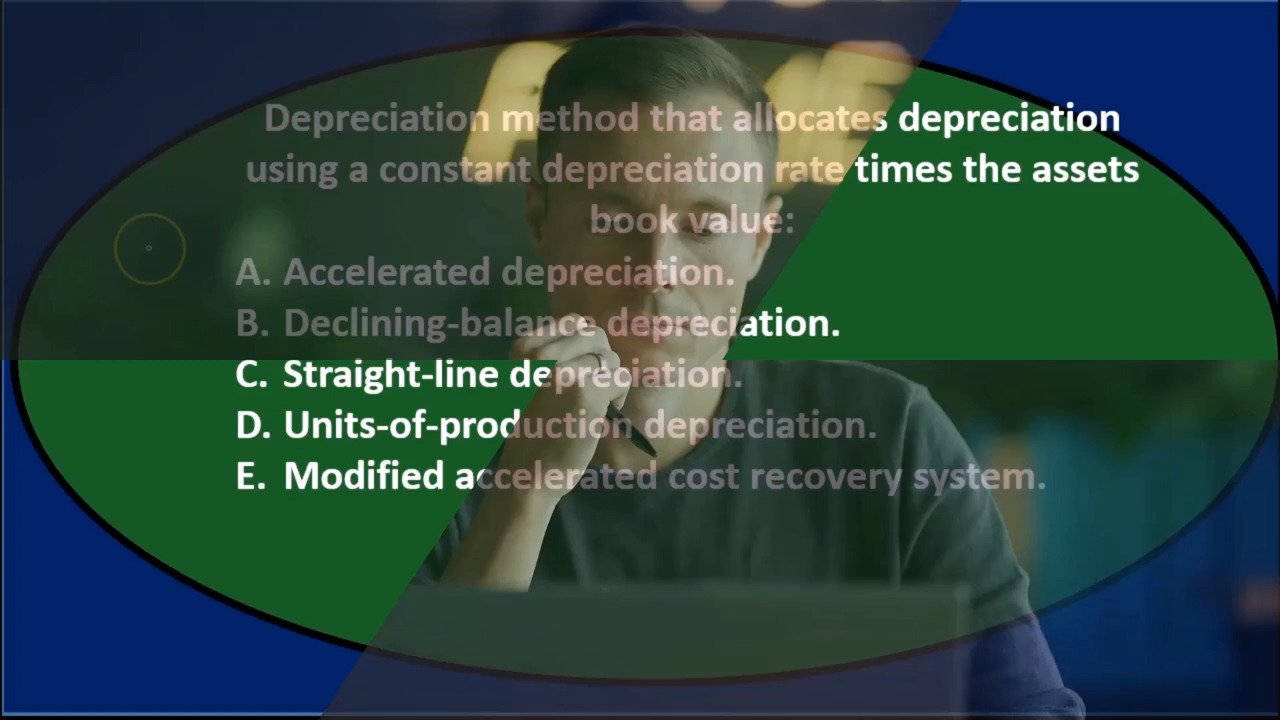 Depreciation method that allocates depreciation
using a constant depreciation rate times the assets
book value:
A. Accelerated depreciation.
B. Declining-balance depreciation.
C. Straight-line depreciation.
D. Units-of-production depreciation.
E. Modified accelerated cost recovery system.